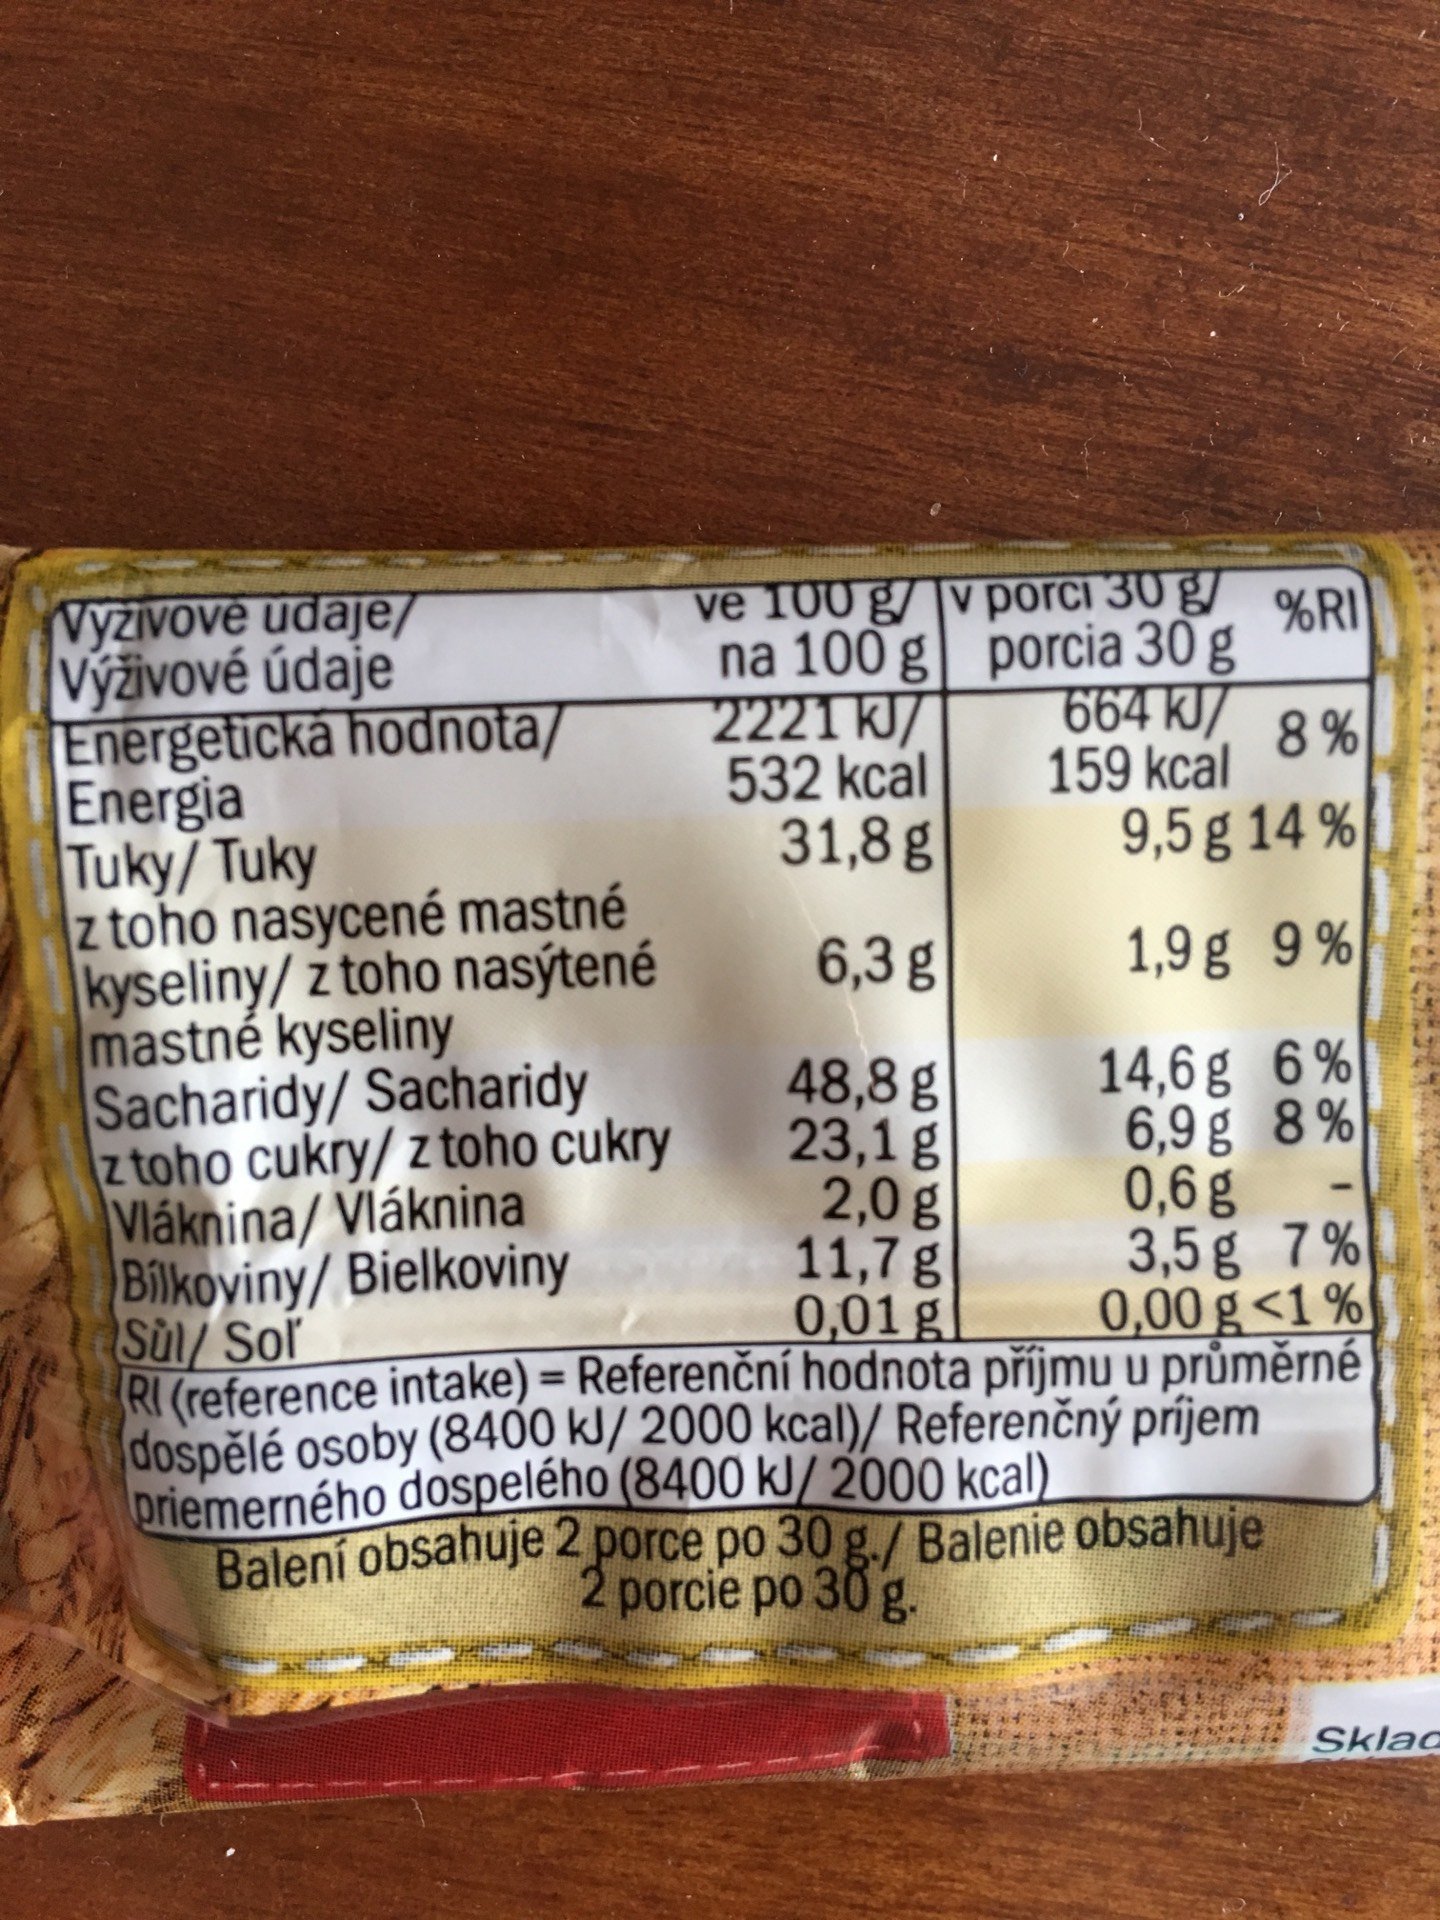 Výživové údaje/ ve 100 g/ v porci 30 g/ %RI
Výživové údaje na 100 g porcia 30 g
Energetická hodnota/ 2221 kJ/ 664 kJ/ 8 %
Energia 532 kcal 159 kcal
Tuky/ Tuky 31,8 g 9,5 g 14 %
z toho nasycené mastné
kyseliny/ z toho nasýtené 6,3 g 1,9 g 9 %
mastné kyseliny
Sacharidy/ Sacharidy 48,8 g 14,6 g 6 %
z toho cukry/ z toho cukry 23,1 g 6,9 g 8 %
Vláknina/ Vláknina 2,0 g 0,6 g -
Bílkoviny/ Bielkoviny 11,7 g 3,5 g 7 %
Sůl/ Soľ 0,01 g 0,00 g <1 %
RI (reference intake) = Referenční hodnota příjmu u průměrné
dospělé osoby (8400 kJ/ 2000 kcal)/ Referenčný príjem
priemerného dospelého (8400 kJ/ 2000 kcal)
Balení obsahuje 2 porce po 30 g./ Balenie obsahuje
2 porcie po 30 g.
Sklad